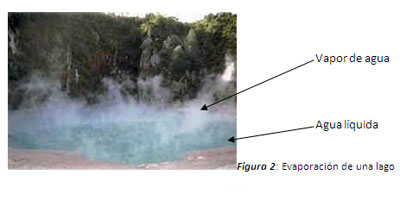 Vapor de agua
Agua líquida
Figura 2: Evaporación de una lago